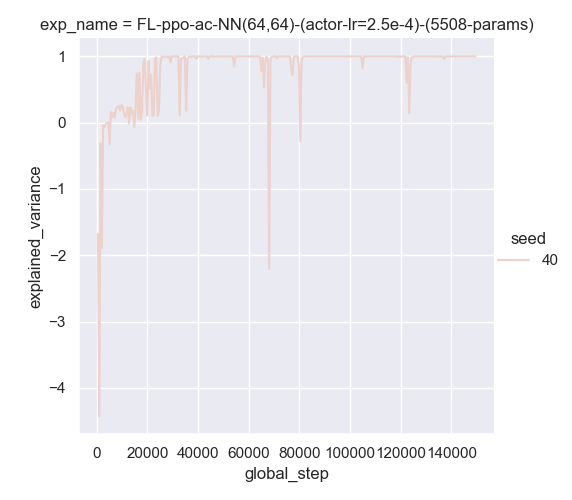 exp_name = FL-ppo-ac-NN(64,64)-(actor-lr=2.5e-4)-(5508-params)
1
0
−1
−2
−3
−4
explained_variance
0 20000 40000 60000 80000 100000 120000 140000
global_step
seed
40